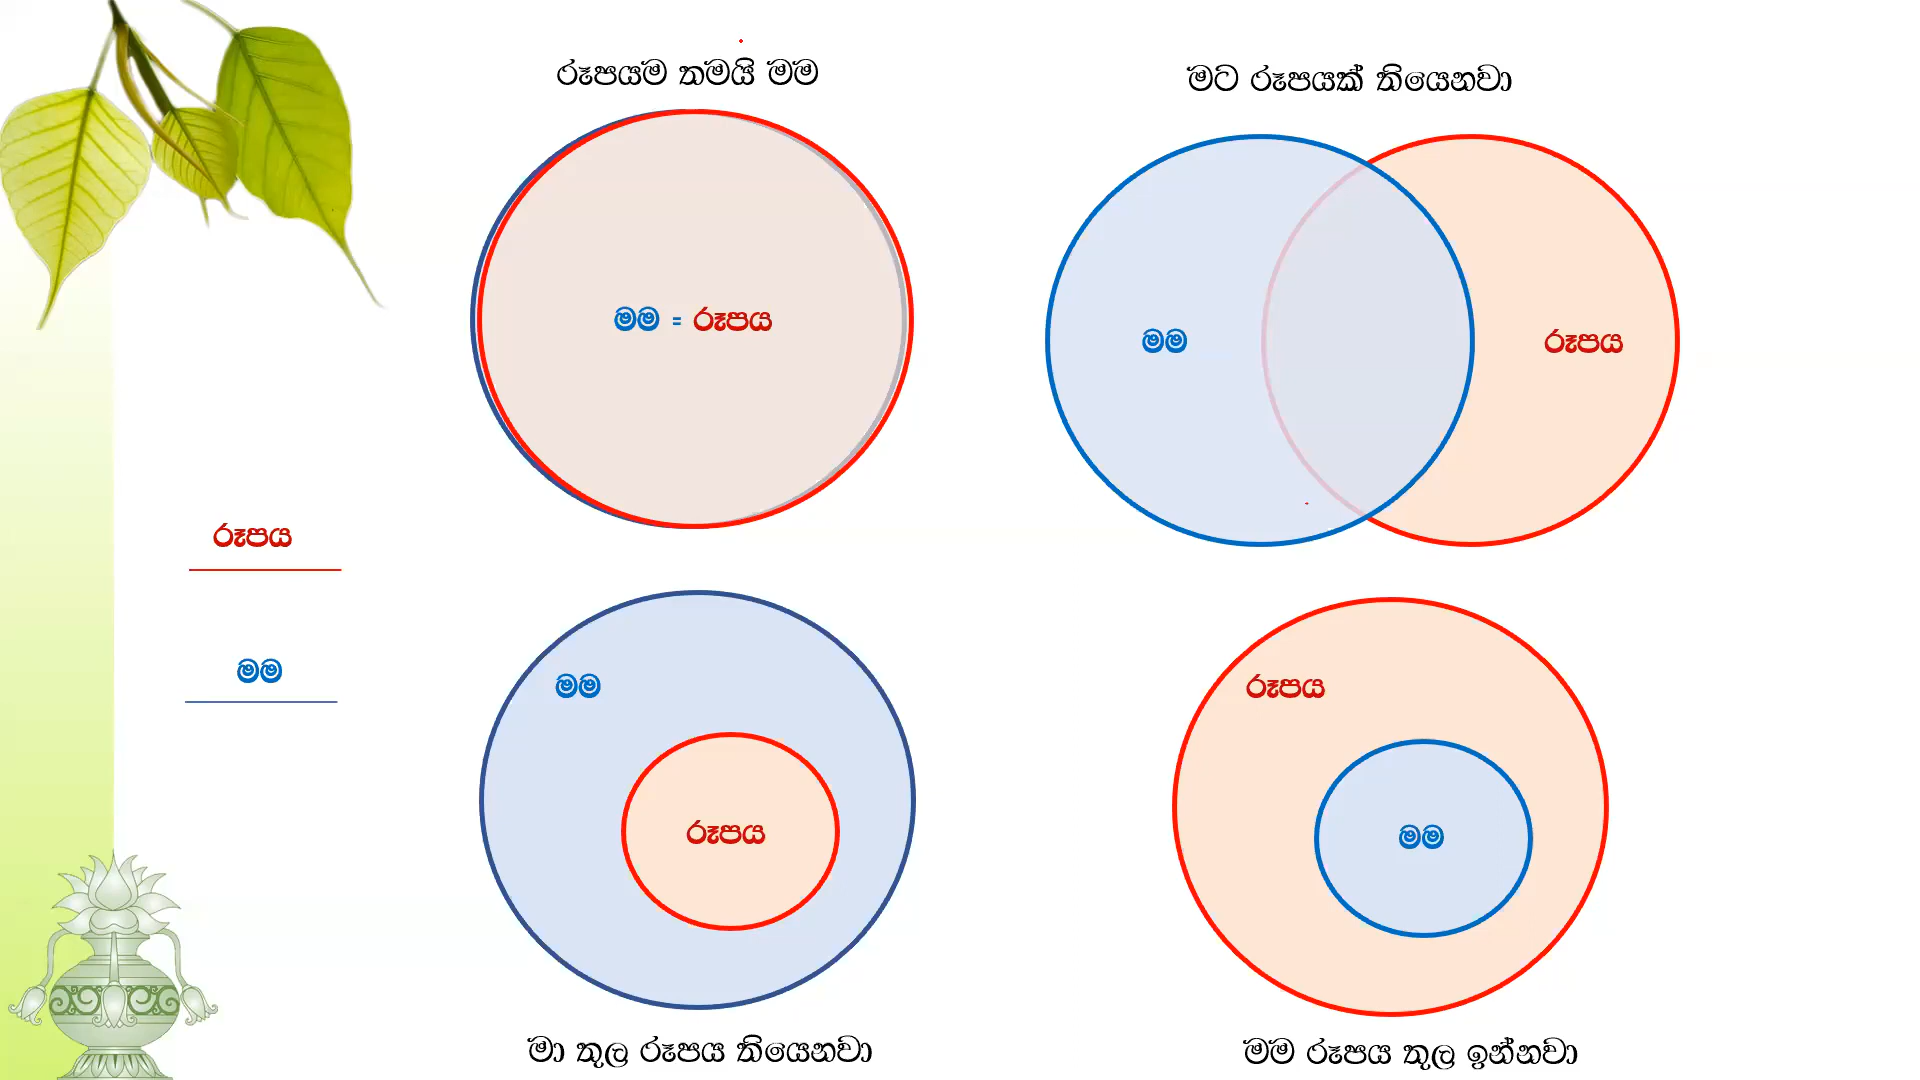 රූපයම තමයි මම
මම = රූපය
මට රූපයක් තියෙනවා
මම
රූපය
රූපය
මම
මම
රූපය
මා තුල රූපය තියෙනවා
රූපය
මම
මම රූපය තුල ඉන්නවා